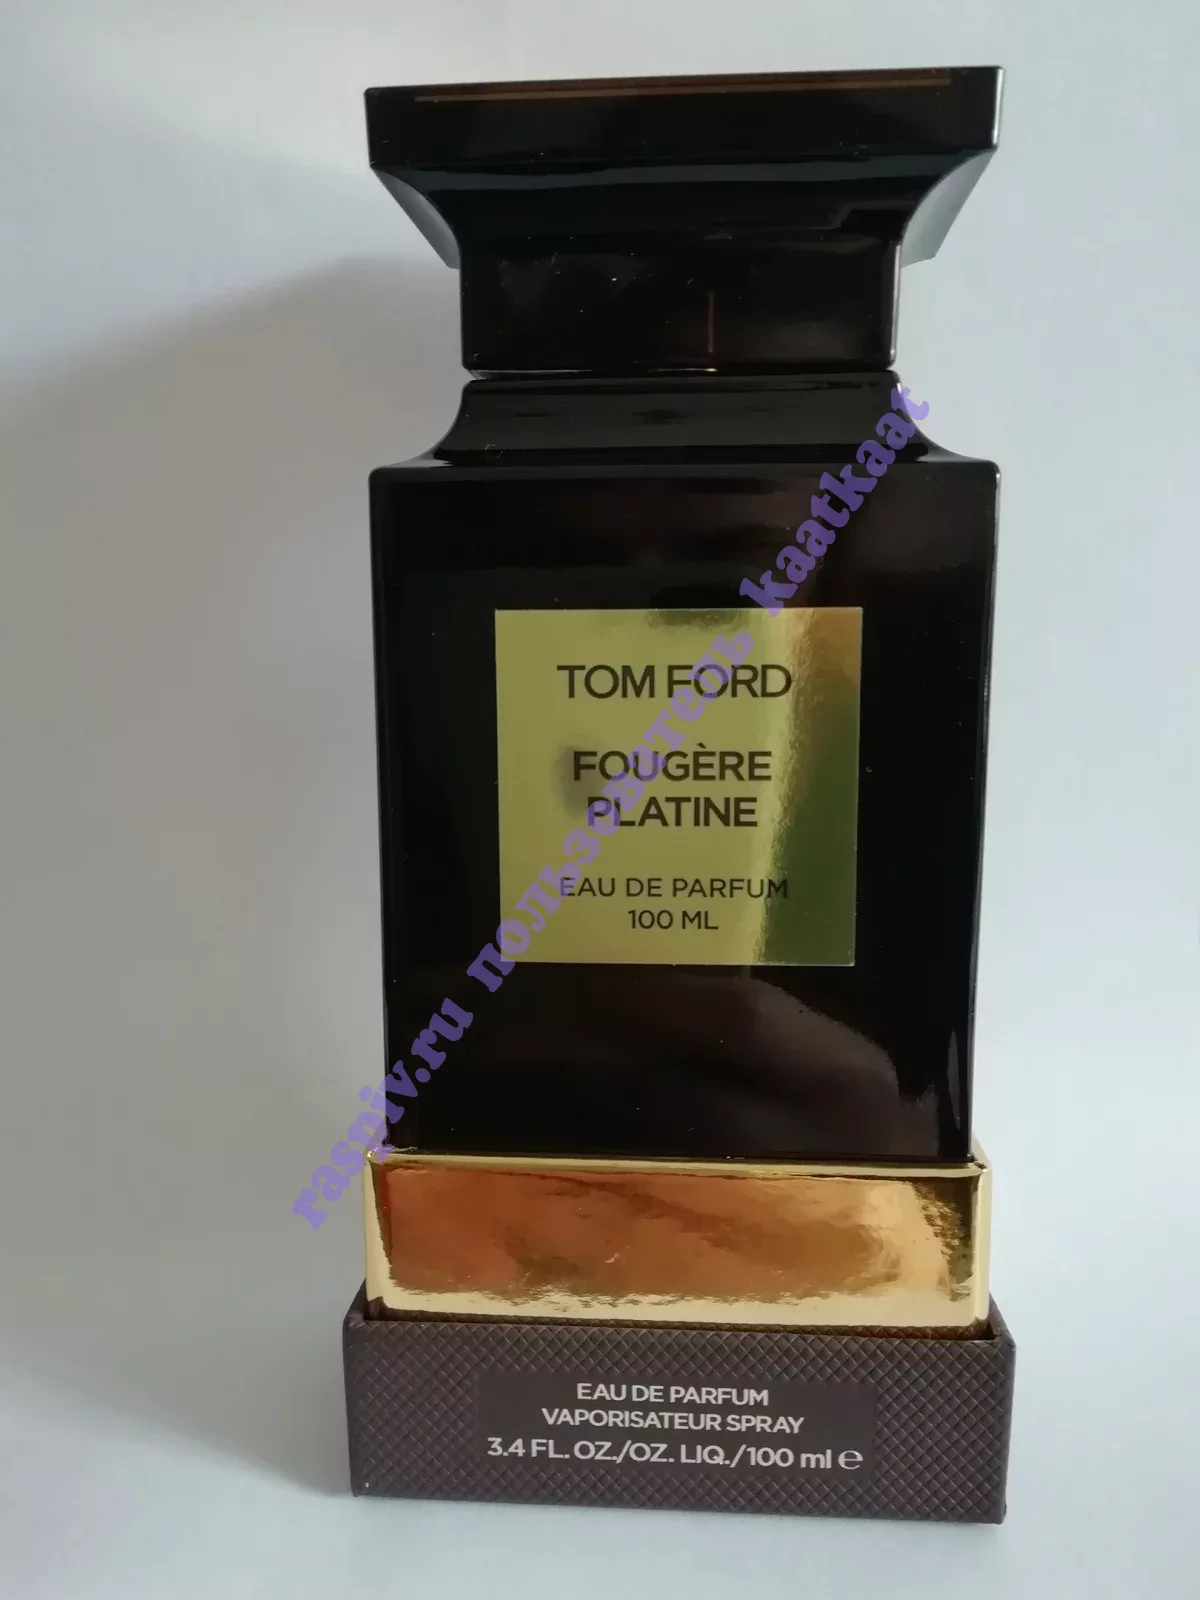 TOM FORD
FOUGÈRE
PLATINE
EAU DE PARFUM
100 ML
raspiv.ru пользователь kaatkaat
EAU DE PARFUM
VAPORISATEUR SPRAY
3.4 FL. OZ./OZ. LIQ./100 ml ℮